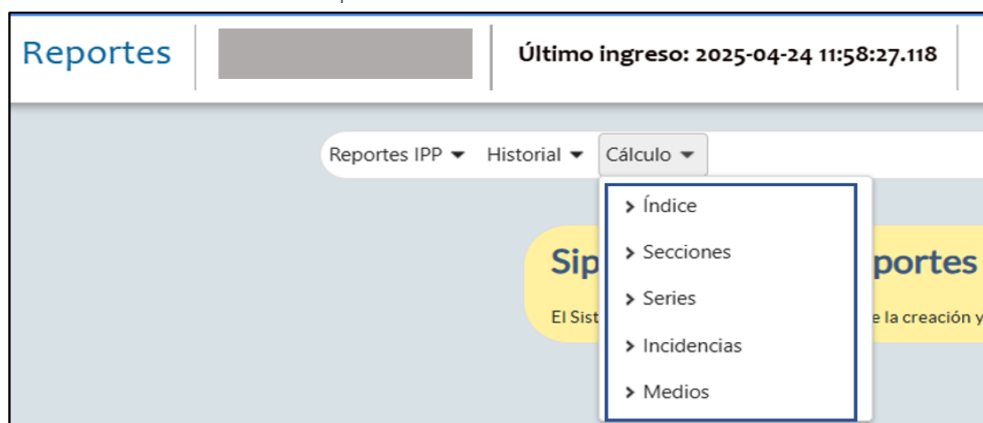 Reportes
Último ingreso: 2025-04-24 11:58:27.118
Reportes IPP Historial Cálculo
Índice
Secciones
Series
Incidencias
Medios
Sip portes
El Sist e la creación y